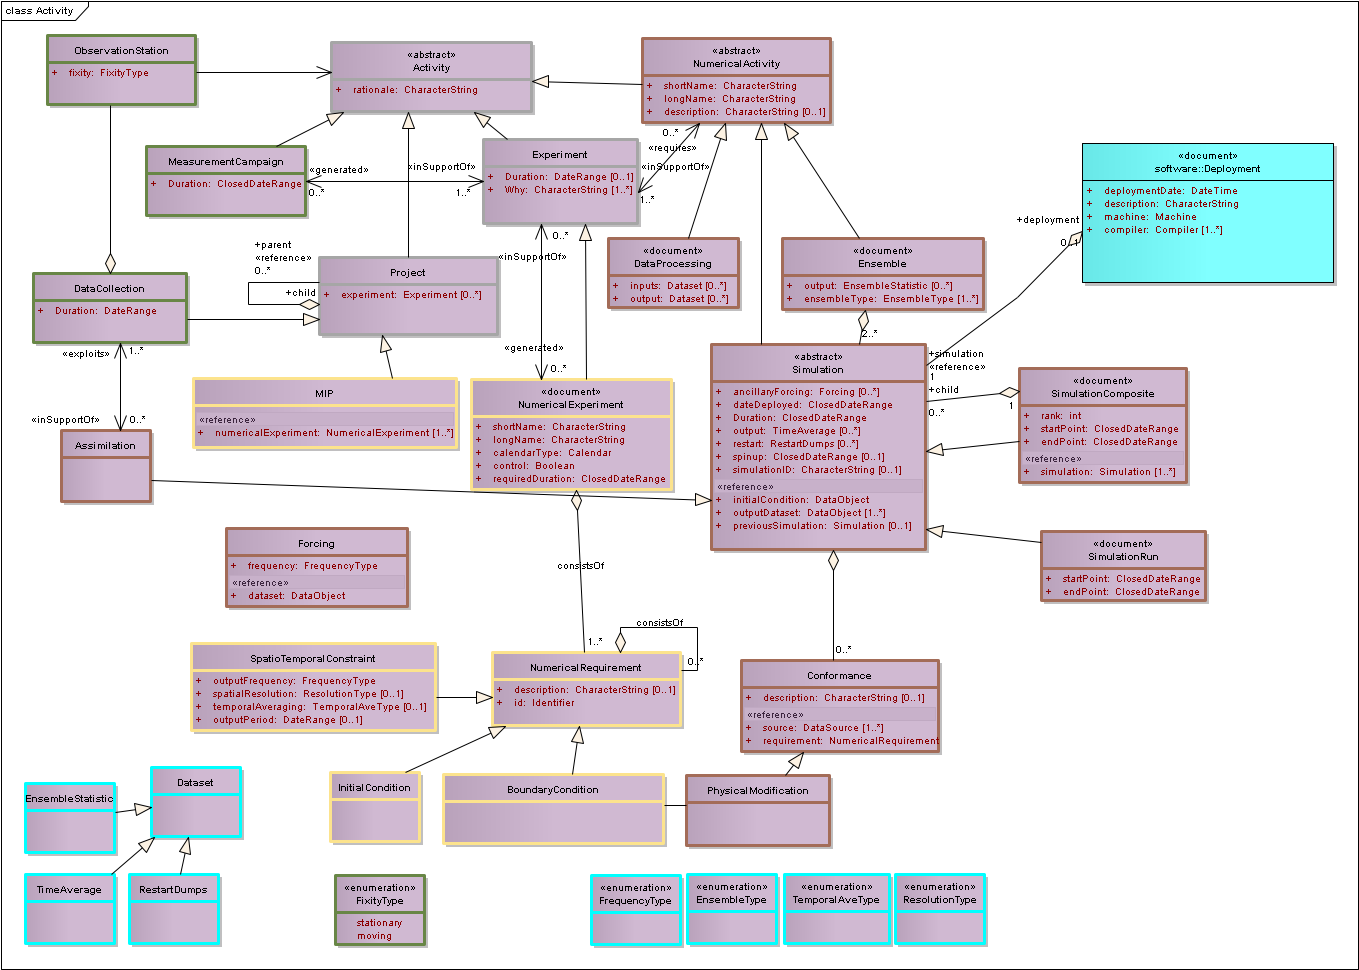 class Activity
ObservationStation
+ fixity: FixityType
«abstract»
Activity
+ rationale: CharacterString
«abstract»
NumericalActivity
+ shortName: CharacterString
+ longName: CharacterString
+ description: CharacterString [0..1]
MeasurementCampaign
+ Duration: ClosedDateRange
«generated»
0..*
«inSupportOf»
1..*
Experiment
+ Duration: DateRange [0..1]
+ Why: CharacterString [1..*]
0..*
«requires»
«inSupportOf»
1..*
«document»
software::Deployment
+ deploymentDate: DateTime
+ description: CharacterString
+ machine: Machine
+ compiler: Compiler [1..*]
+deployment
0..1
+parent
«reference»
0..*
+child
Project
+ experiment: Experiment [0..*]
0..*
«inSupportOf»
«document»
DataProcessing
+ inputs: Dataset [0..*]
+ output: Dataset [0..*]
«document»
Ensemble
+ output: EnsembleStatistic [0..*]
+ ensembleType: EnsembleType [1..*]
2..*
DataCollection
+ Duration: DateRange
«exploits»
1..*
«inSupportOf»
0..*
«generated»
0..*
MIP
«reference»
+ numericalExperiment: NumericalExperiment [1..*]
«document»
NumericalExperiment
+ shortName: CharacterString
+ longName: CharacterString
+ calendarType: Calendar
+ control: Boolean
+ requiredDuration: ClosedDateRange
«abstract»
Simulation
+ ancillaryForcing: Forcing [0..*]
+ dateDeployed: ClosedDateRange
+ Duration: ClosedDateRange
+ output: TimeAverage [0..*]
+ restart: RestartDumps [0..*]
+ spinup: ClosedDateRange [0..1]
+ simulationID: CharacterString [0..1]
«reference»
+ initialCondition: DataObject
+ outputDataset: DataObject [1..*]
+ previousSimulation: Simulation [0..1]
+simulation
«reference»
1
+child
0..*
1
«document»
SimulationComposite
+ rank: int
+ startPoint: ClosedDateRange
+ endPoint: ClosedDateRange
«reference»
+ simulation: Simulation [1..*]
Assimilation
«document»
SimulationRun
+ startPoint: ClosedDateRange
+ endPoint: ClosedDateRange
Forcing
+ frequency: FrequencyType
«reference»
+ dataset: DataObject
consistsOf
1..*
consistsOf
0..*
0..*
SpatioTemporalConstraint
+ outputFrequency: FrequencyType
+ spatialResolution: ResolutionType [0..1]
+ temporalAveraging: TemporalAveType [0..1]
+ outputPeriod: DateRange [0..1]
NumericalRequirement
+ description: CharacterString [0..1]
+ id: Identifier
Conformance
+ description: CharacterString [0..1]
«reference»
+ source: DataSource [1..*]
+ requirement: NumericalRequirement
InitialCondition
BoundaryCondition
PhysicalModification
EnsembleStatistic
Dataset
TimeAverage
RestartDumps
«enumeration»
FixityType
stationary
moving
«enumeration»
FrequencyType
«enumeration»
EnsembleType
«enumeration»
TemporalAveType
«enumeration»
ResolutionType